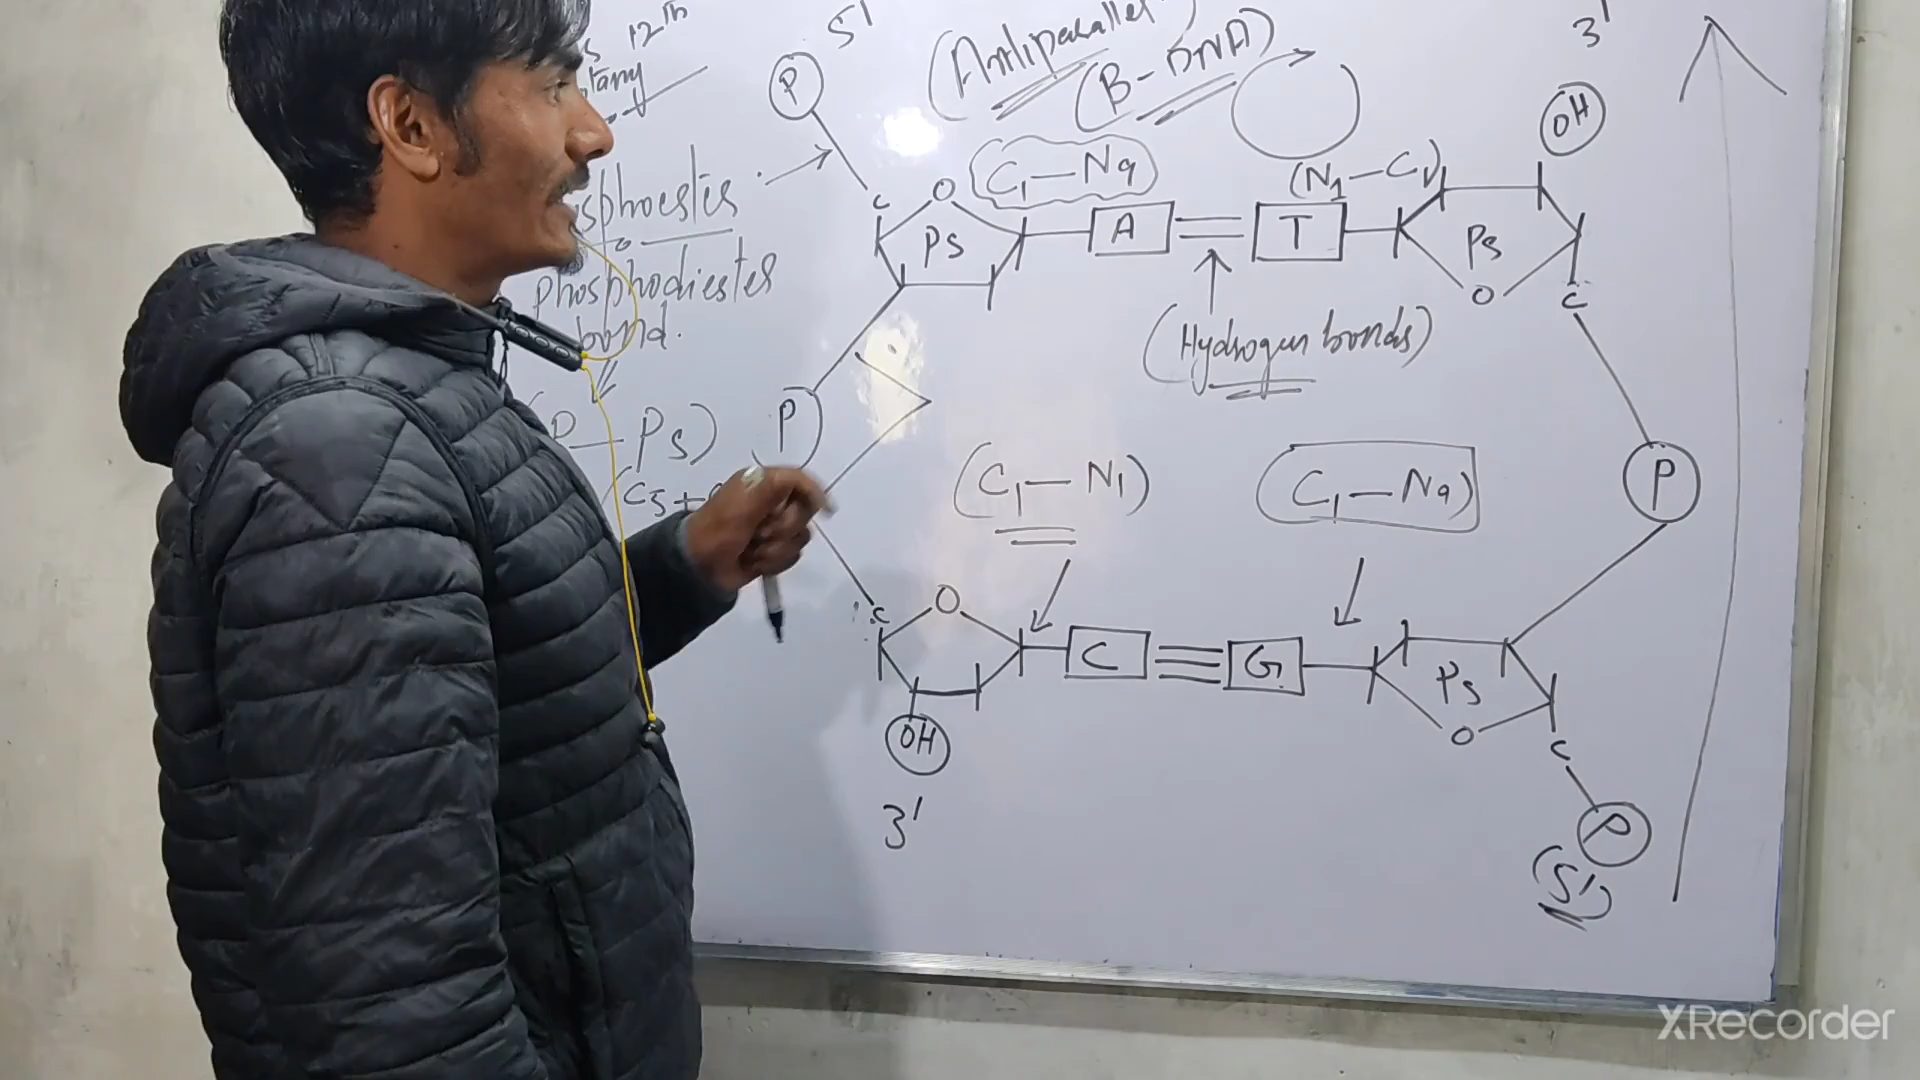 12th
5'
(Antiparallel)
(B-DNA)
3'
P
OH
C1—N9
(N1—C1)
C
O
Ps
A
T
Ps
O
C
phosphodiester
bond.
(Hydrogen bonds)
P — Ps)
C5
P
(C1—N1)
(C1—N9)
P
C
O
C
G
Ps
O
C
OH
3'
P
(5')
XRecorder